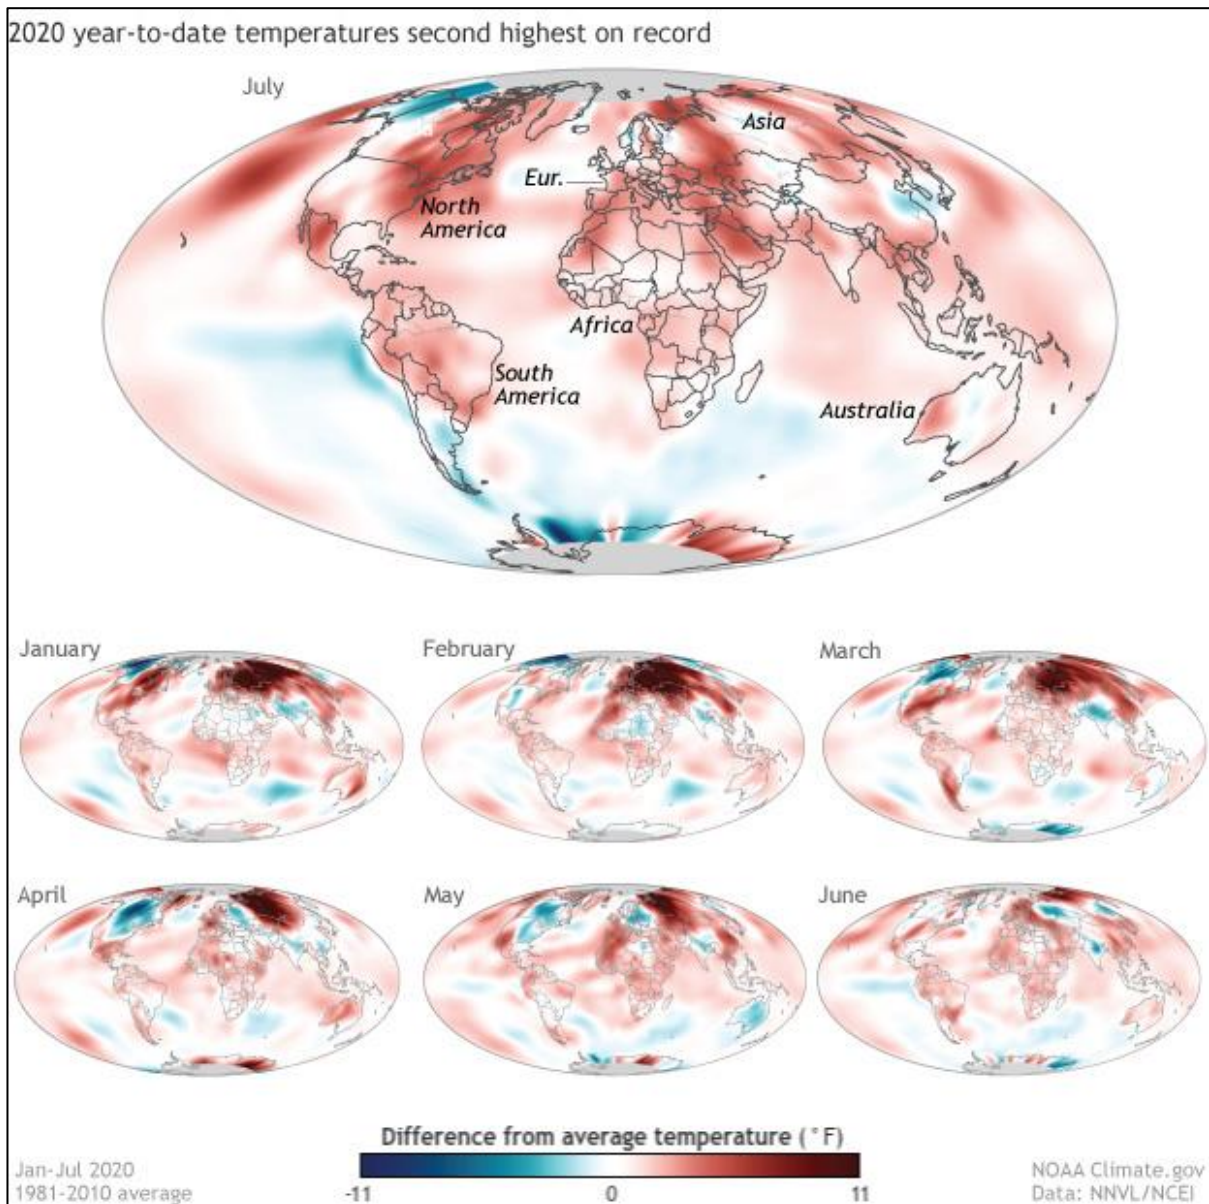 2020 year-to-date temperatures second highest on record
July
Asia
Eur.
North
America
Africa
South
America
Australia
January
February
March
April
May
June
Difference from average temperature (°F)
-11
0
11
Jan-Jul 2020
1981-2010 average
NOAA Climate.gov
Data: NNVL/NCEI